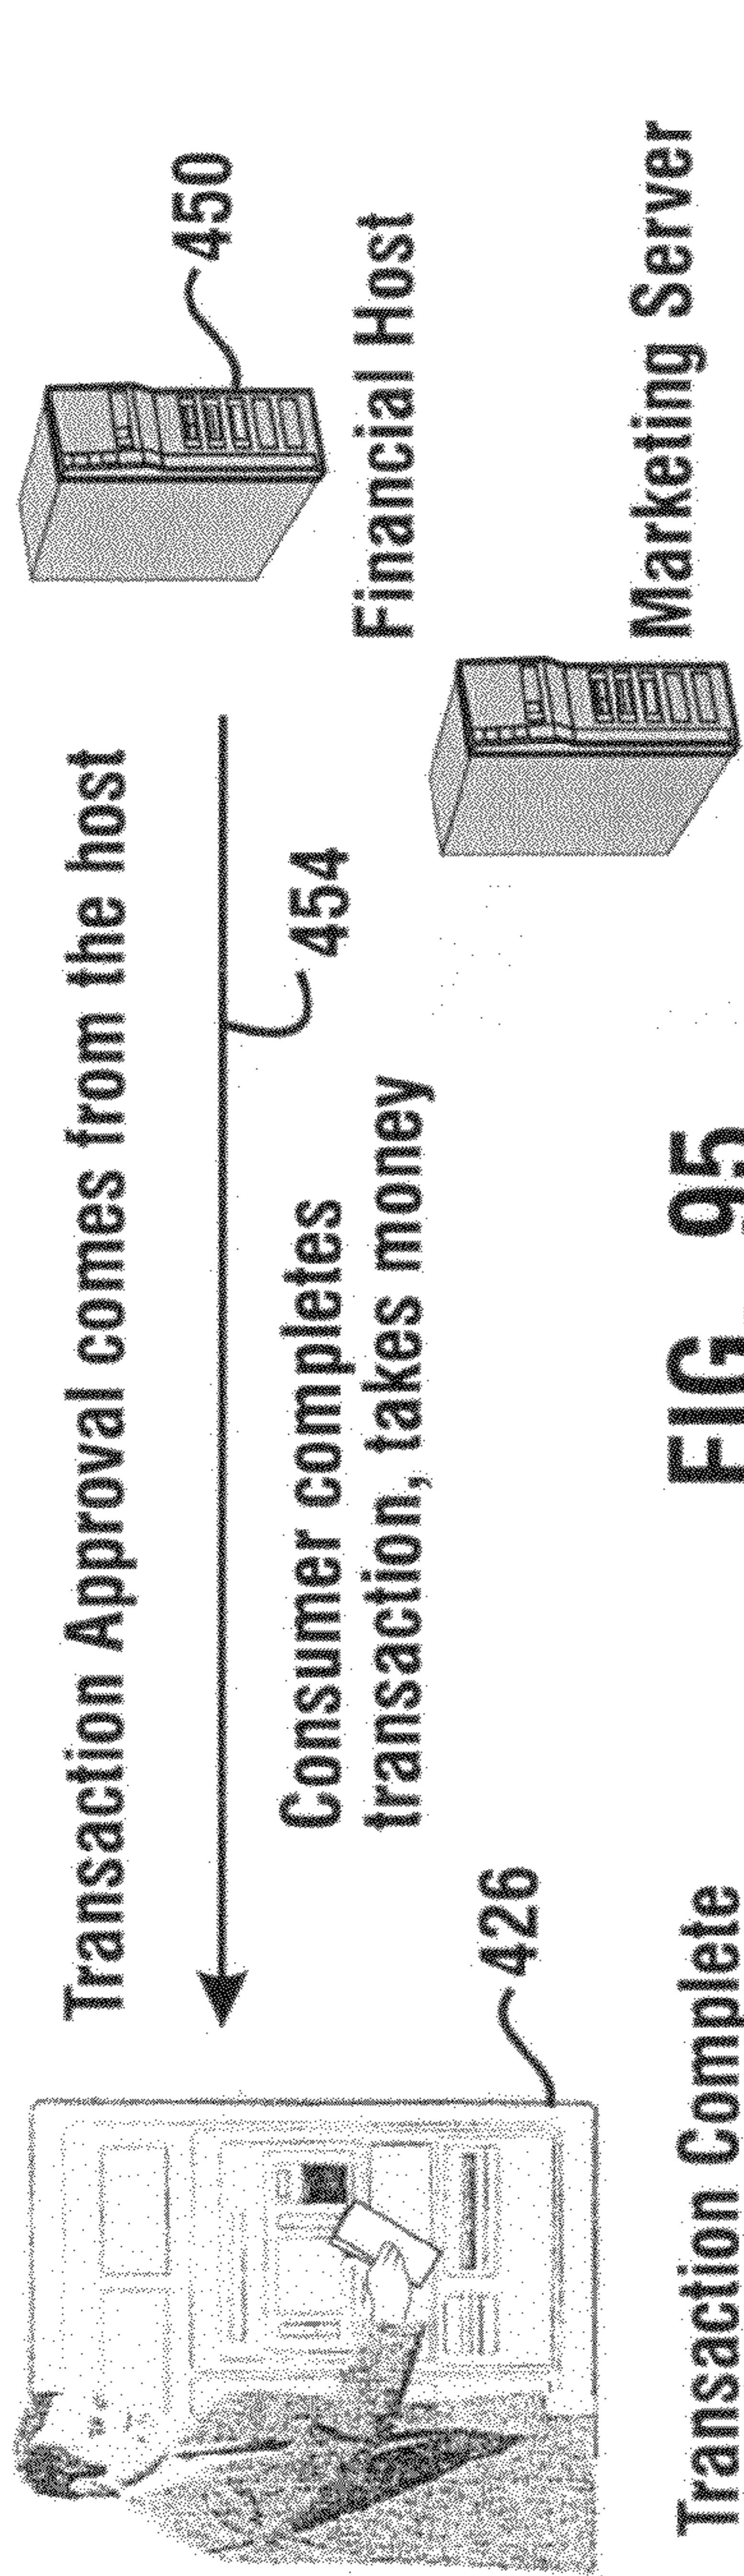 Transaction Approval comes from the host
450
Financial Host
454
Consumer completes
transaction, takes money
426
Marketing Server
Transaction Complete
FIG. 95